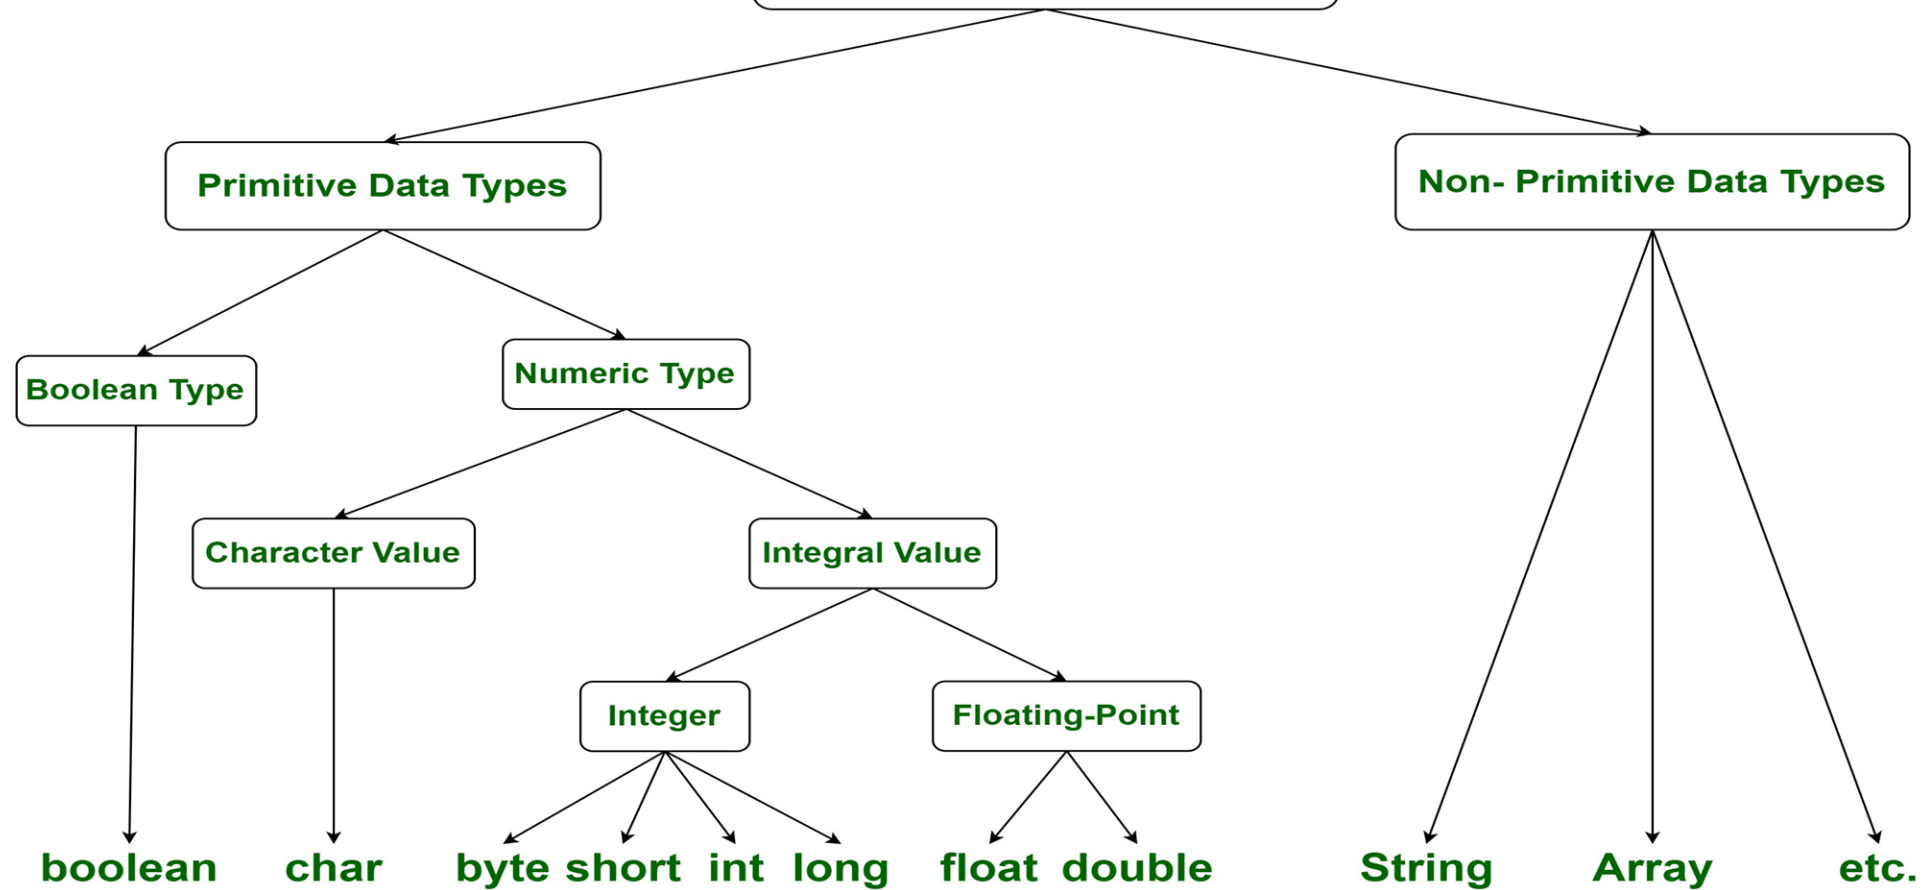 Primitive Data Types
Non- Primitive Data Types
Boolean Type
Numeric Type
Character Value
Integral Value
Integer
Floating-Point
boolean
char
byte
short
int
long
float
double
String
Array
etc.